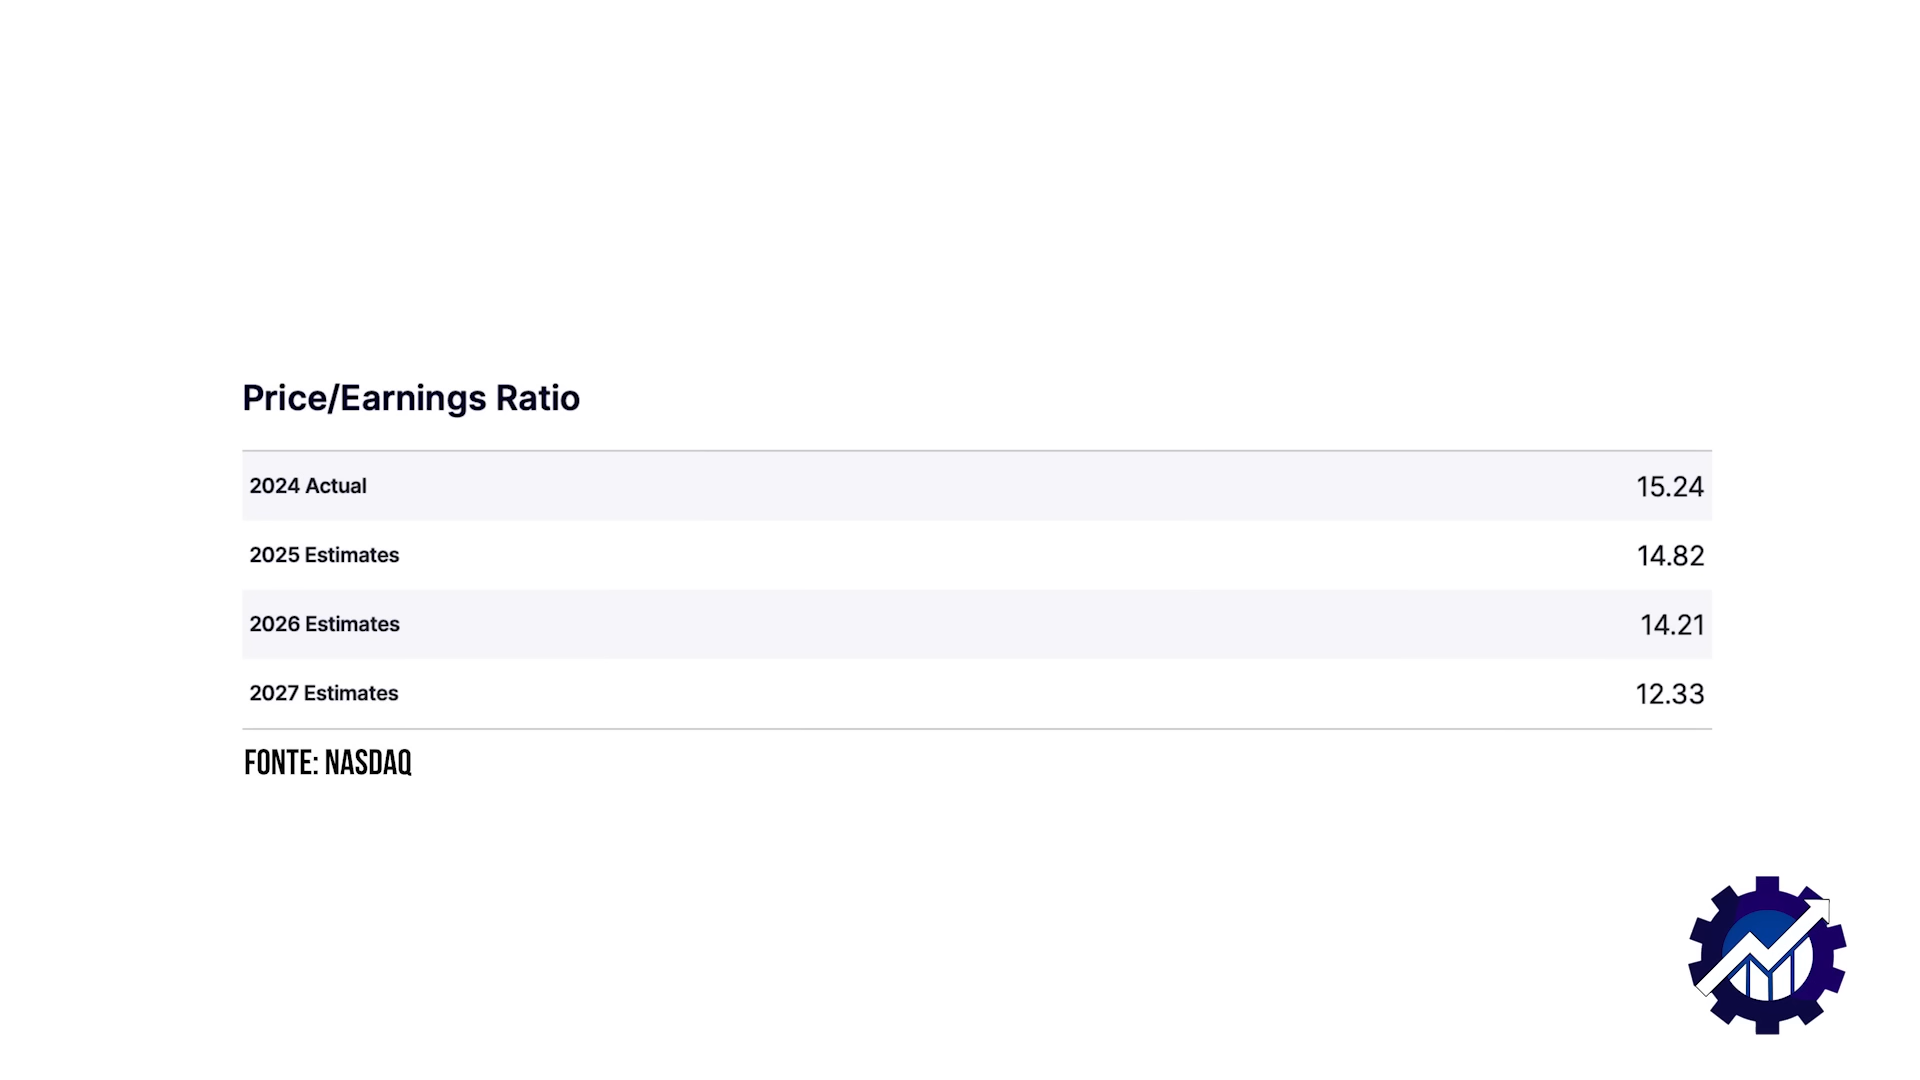 Price/Earnings Ratio
2024 Actual 15.24
2025 Estimates 14.82
2026 Estimates 14.21
2027 Estimates 12.33
FONTE: NASDAQ